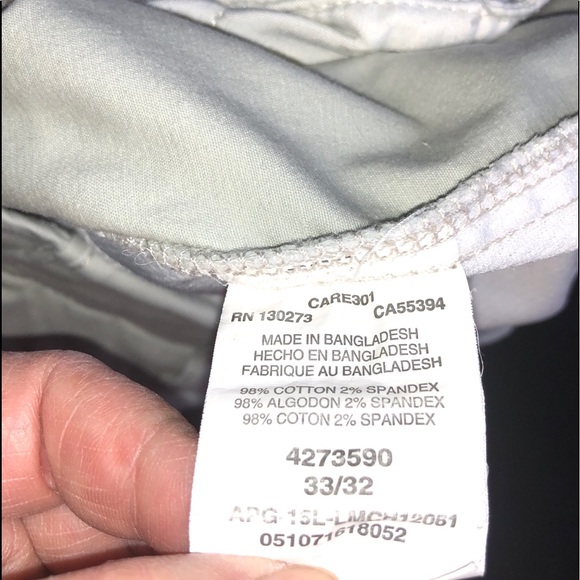 CARE301
RN 130273 CA55394
MADE IN BANGLADESH
HECHO EN BANGLADESH
FABRIQUE AU BANGLADESH
98% COTTON 2% SPANDEX
98% ALGODON 2% SPANDEX
98% COTON 2% SPANDEX
4273590
33/32
051071618052